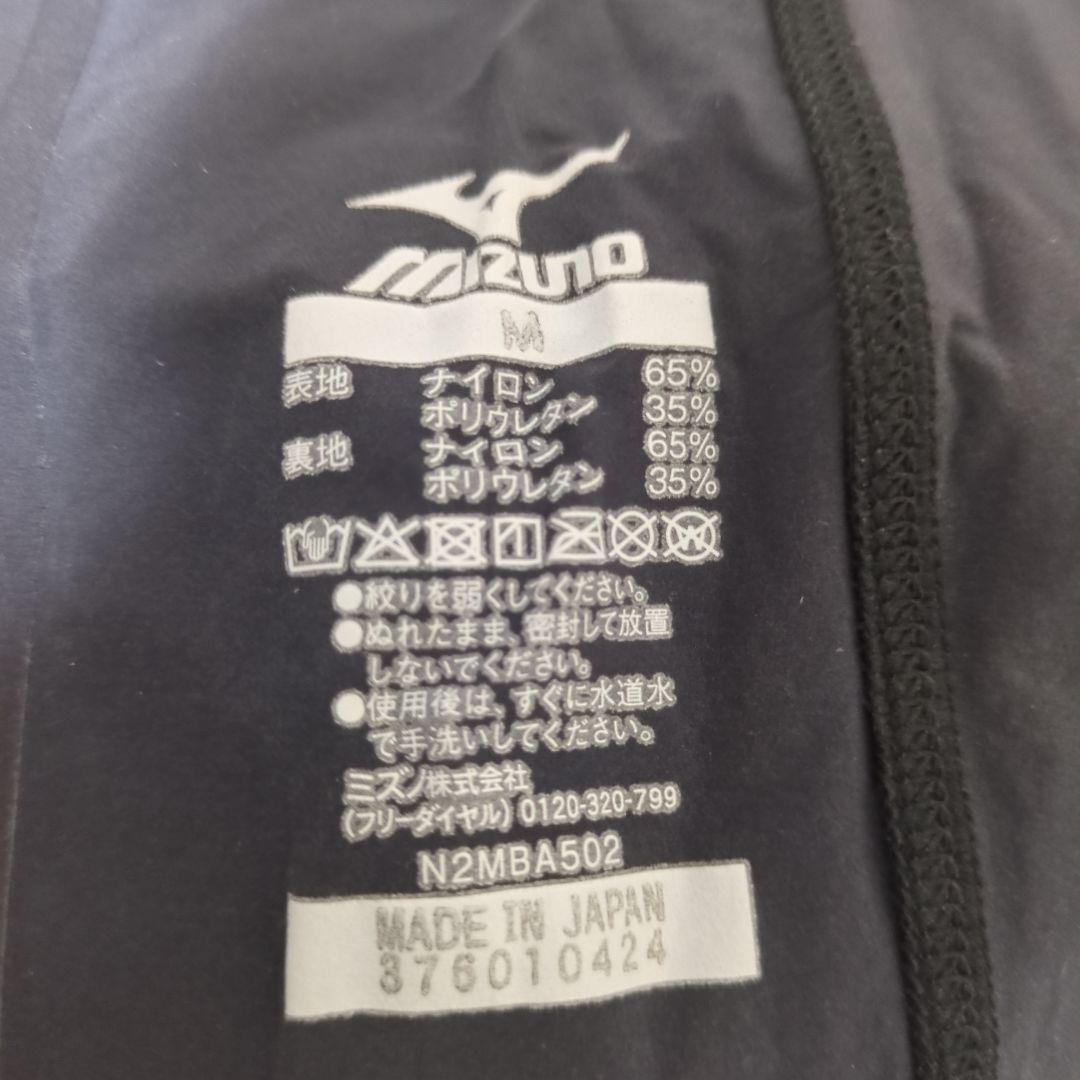 MIZUNO
M
表地 ナイロン 65%
ポリウレタン 35%
裏地 ナイロン 65%
ポリウレタン 35%
●絞りを弱くしてください。
●ぬれたまま、密封して放置
しないでください。
●使用後は、すぐに水道水
で手洗いしてください。
ミズノ株式会社
(フリーダイヤル) 0120-320-799
N2MBA502
MADE IN JAPAN
376010424